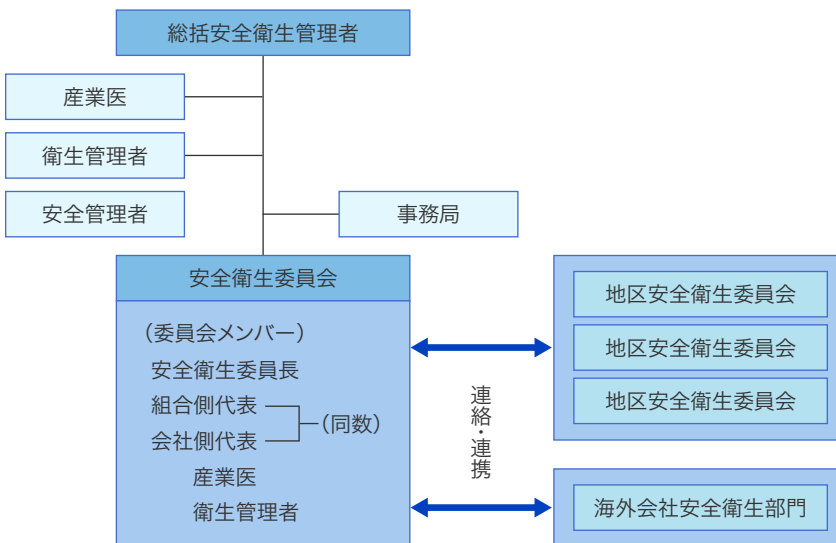 総括安全衛生管理者
産業医
衛生管理者
安全管理者
事務局
安全衛生委員会
（委員会メンバー）
安全衛生委員長
組合側代表
会社側代表
（同数）
産業医
衛生管理者
連絡・連携
地区安全衛生委員会
地区安全衛生委員会
地区安全衛生委員会
海外会社安全衛生部門